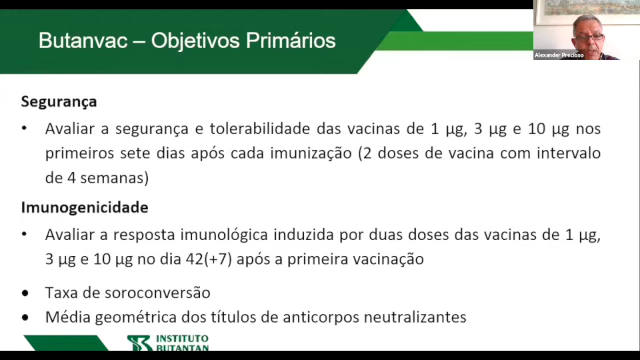 Butanvac – Objetivos Primários
Alexander Precioso
Segurança
• Avaliar a segurança e tolerabilidade das vacinas de 1 µg, 3 µg e 10 µg nos
primeiros sete dias após cada imunização (2 doses de vacina com intervalo
de 4 semanas)
Imunogenicidade
• Avaliar a resposta imunológica induzida por duas doses das vacinas de 1 µg,
3 µg e 10 µg no dia 42(+7) após a primeira vacinação
• Taxa de soroconversão
• Média geométrica dos títulos de anticorpos neutralizantes
INSTITUTO
BUTANTAN